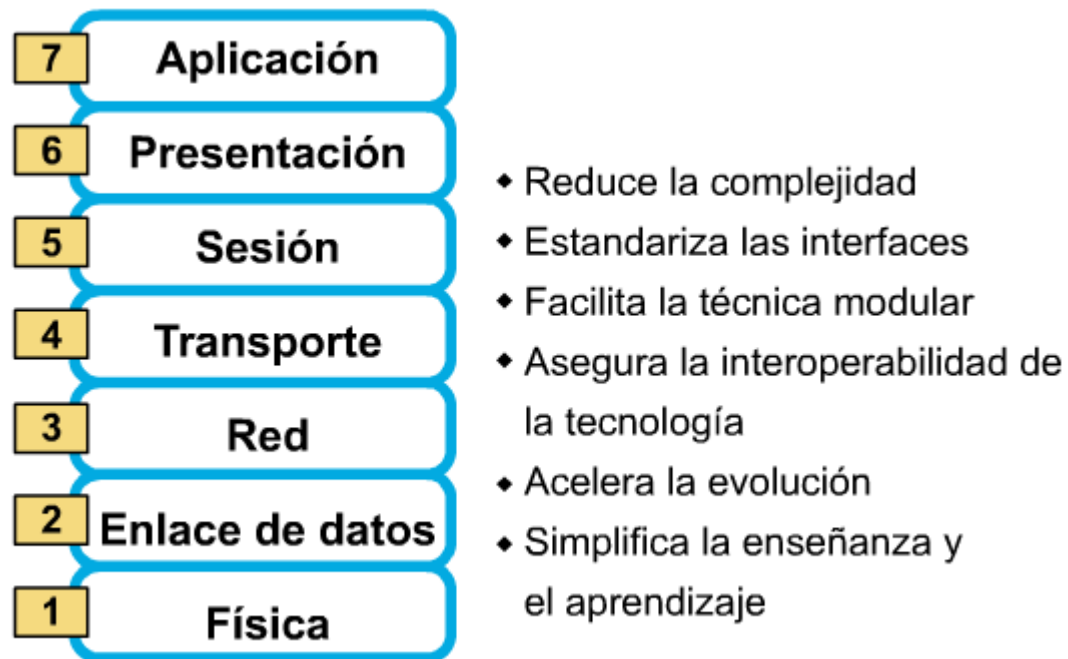 7 Aplicación
6 Presentación
5 Sesión
4 Transporte
3 Red
2 Enlace de datos
1 Física
◆ Reduce la complejidad
◆ Estandariza las interfaces
◆ Facilita la técnica modular
◆ Asegura la interoperabilidad de
la tecnología
◆ Acelera la evolución
◆ Simplifica la enseñanza y
el aprendizaje